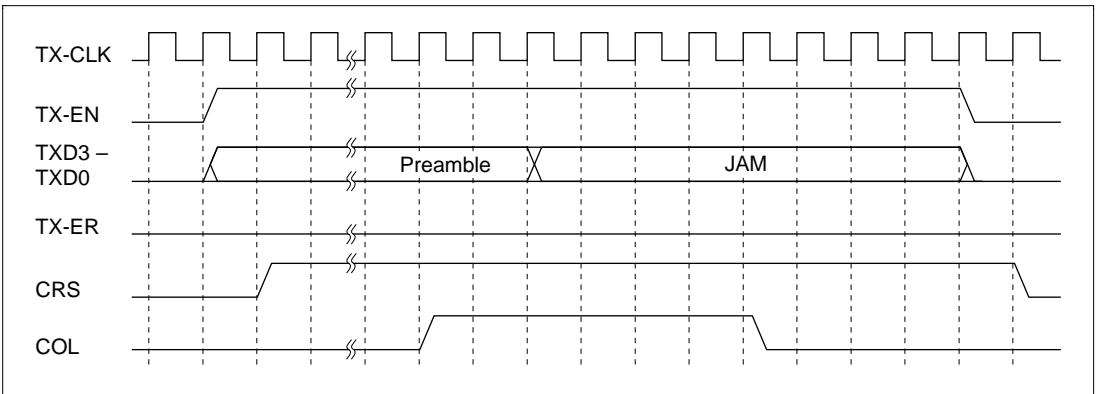 TX-CLK
TX-EN
TXD3 –
TXD0
Preamble
JAM
TX-ER
CRS
COL